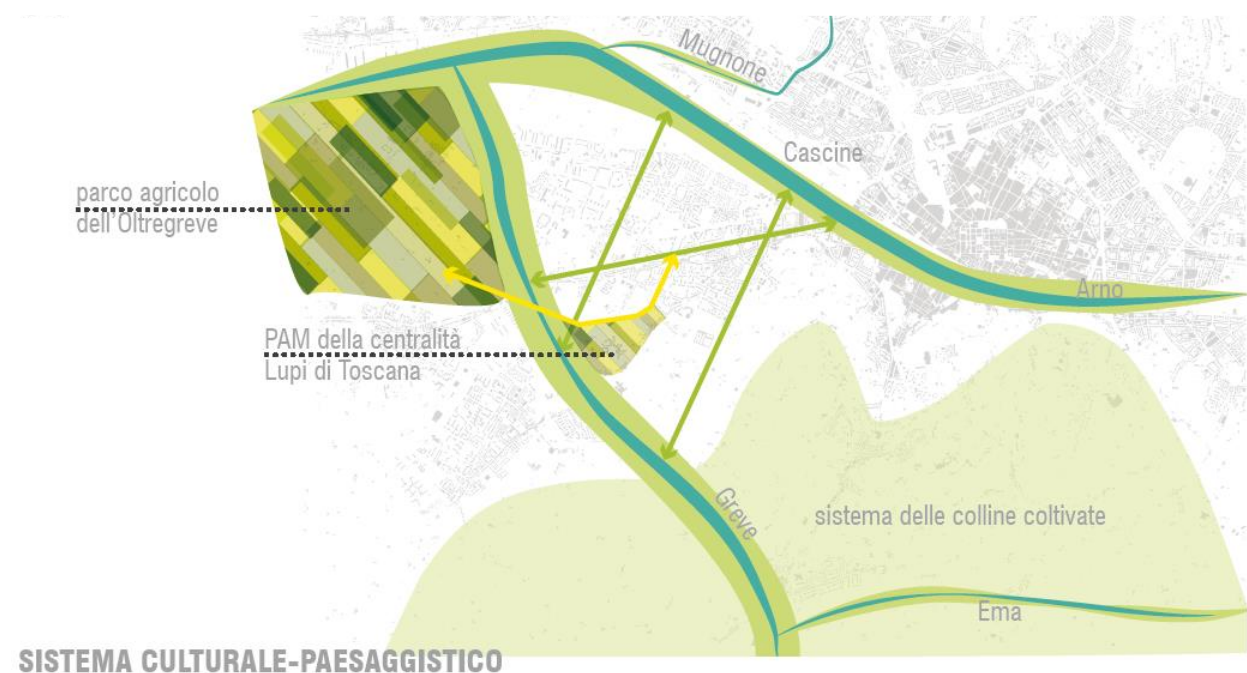 Mugnone
Cascine
parco agricolo
dell'Oltregreve
Arno
PAM della centralità
Lupi di Toscana
Greve
sistema delle colline coltivate
Ema
SISTEMA CULTURALE-PAESAGGISTICO